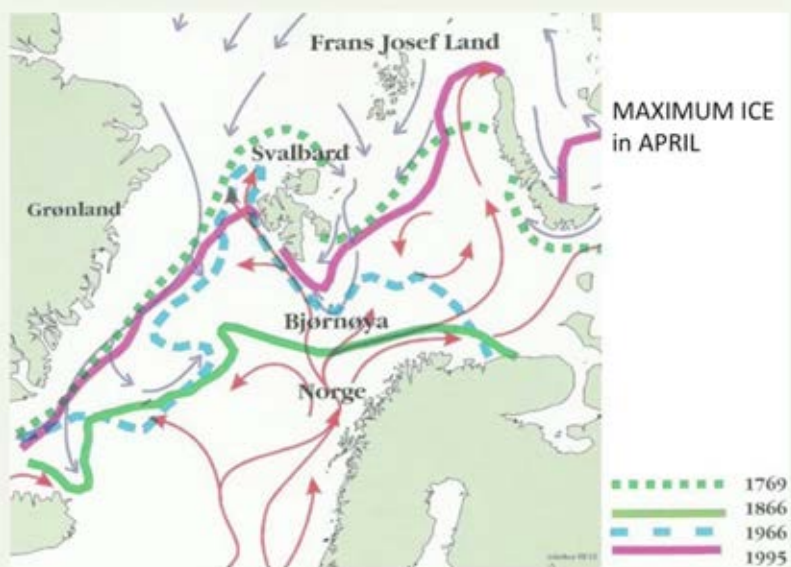 Frans Josef Land
MAXIMUM ICE
in APRIL
Svalbard
Grønland
Bjørnøya
Norge
1769
1866
1966
1995